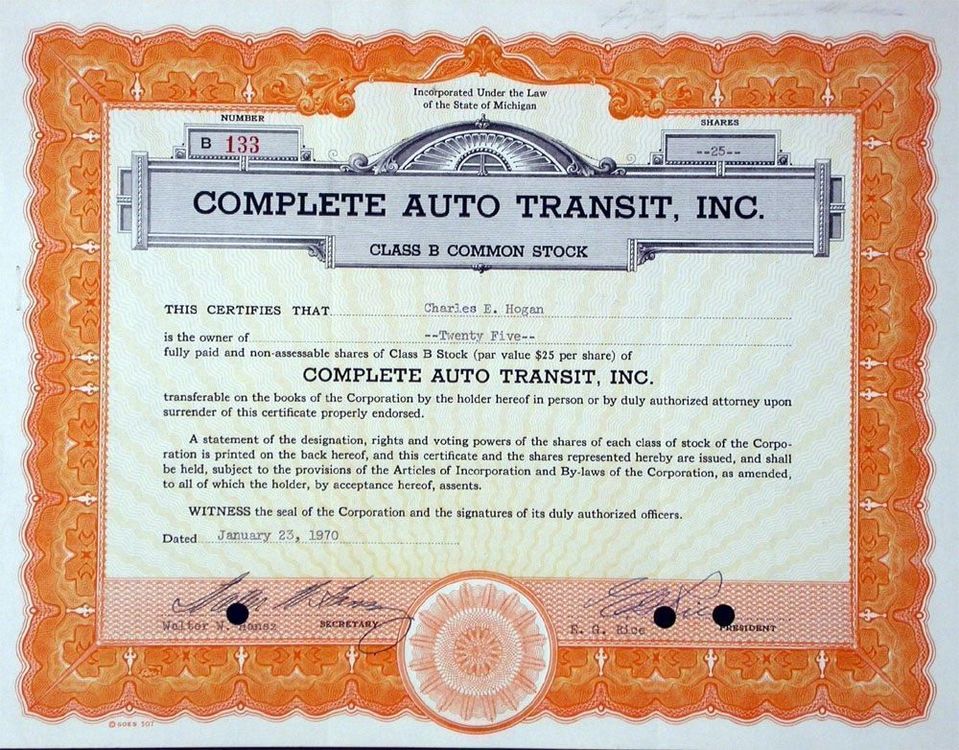 Incorporated Under the Law
of the State of Michigan
NUMBER
B 133
SHARES
--25--
COMPLETE AUTO TRANSIT, INC.
CLASS B COMMON STOCK
THIS CERTIFIES THAT Charles E. Hogan
is the owner of --Twenty Five--
fully paid and non-assessable shares of Class B Stock (par value $25 per share) of
COMPLETE AUTO TRANSIT, INC.
transferable on the books of the Corporation by the holder hereof in person or by duly authorized attorney upon
surrender of this certificate properly endorsed.
A statement of the designation, rights and voting powers of the shares of each class of stock of the Corpo-
ration is printed on the back hereof, and this certificate and the shares represented hereby are issued, and shall
be held, subject to the provisions of the Articles of Incorporation and By-laws of the Corporation, as amended,
to all of which the holder, by acceptance hereof, assents.
WITNESS the seal of the Corporation and the signatures of its duly authorized officers.
Dated January 23, 1970
Walter W. SECRETARY
E. G. Rice PRESIDENT
© GOES 507